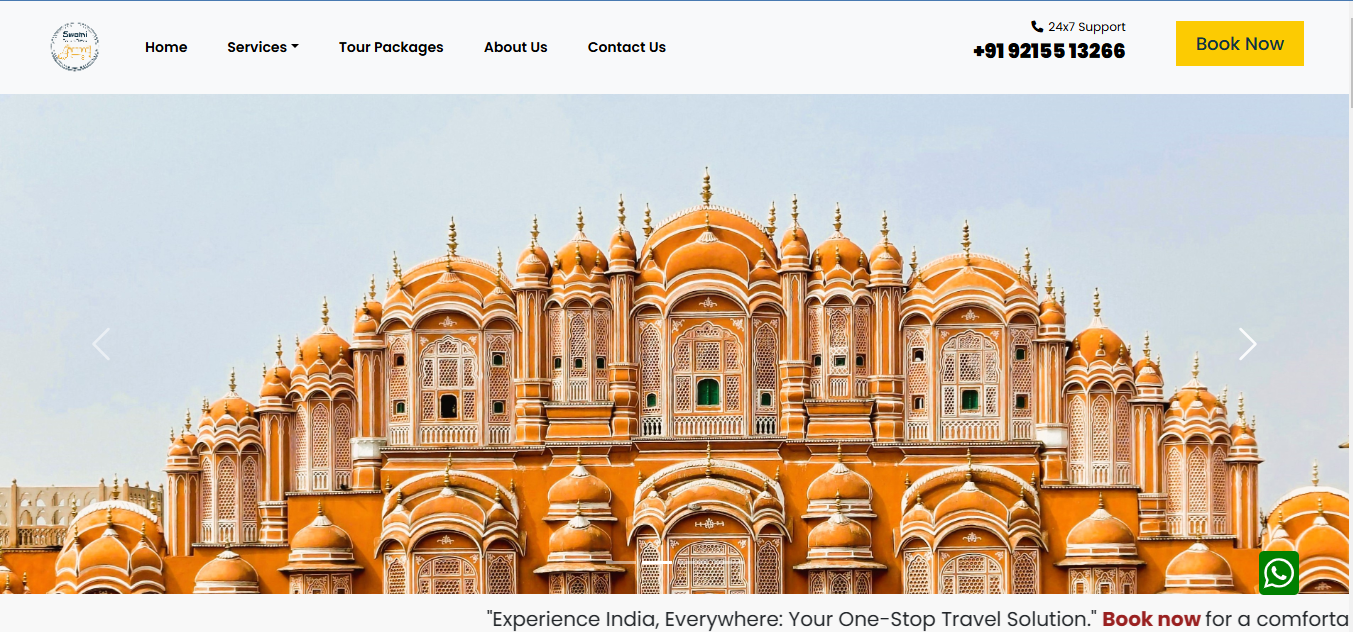 Swami
Home
Services
Tour Packages
About Us
Contact Us
24x7 Support
+91 92155 13266
Book Now
"Experience India, Everywhere: Your One-Stop Travel Solution." Book now for a comforta